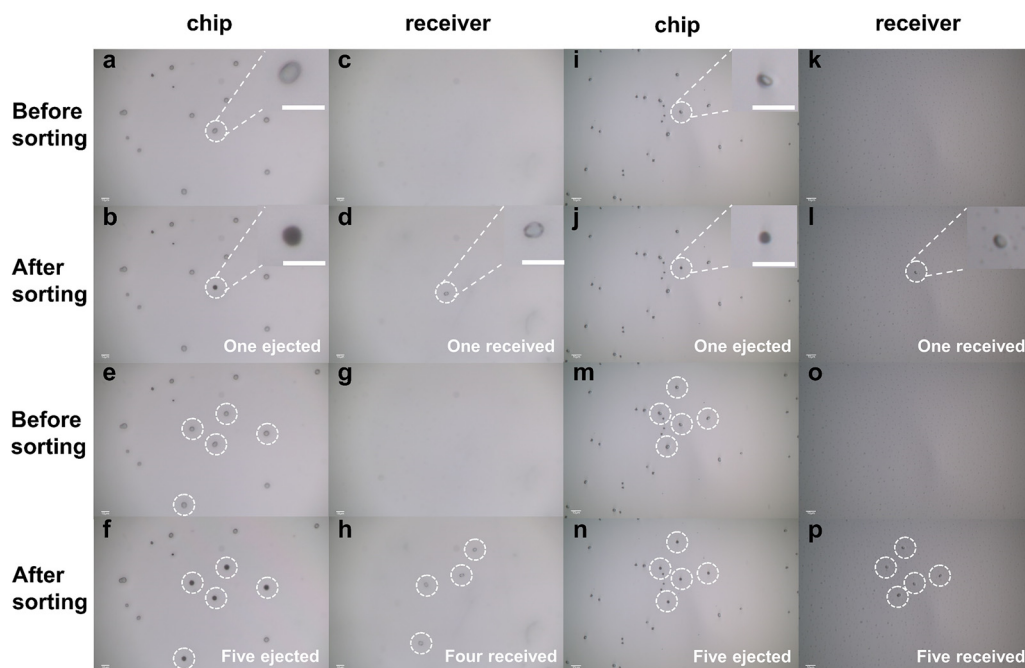 chip receiver chip receiver
Before sorting
a c i k
After sorting
b d j l
One ejected One received One ejected One received
Before sorting
e g m o
After sorting
f h n p
Five ejected Four received Five ejected Five received